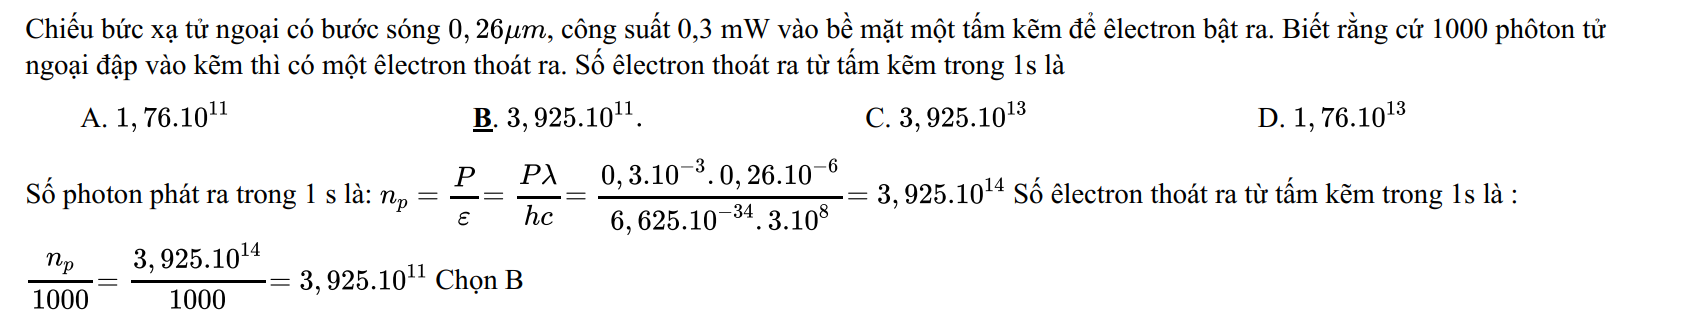 Chiếu bức xạ tử ngoại có bước sóng 0,26μm, công suất 0,3 mW vào bề mặt một tấm kẽm để êlectron bật ra. Biết rằng cứ 1000 phôtон tử
ngoại đập vào kẽm thì có một êlectron thoát ra. Số êlectron thoát ra từ tấm kẽm trong 1s là
A. 1,76.10^{11} B. 3,925.10^{11}. C. 3,925.10^{13} D. 1,76.10^{13}
Số photon phát ra trong 1 s là: n_p = \frac{P}{ε} = \frac{Pλ}{hc} = \frac{0,3.10^{-3}.0,26.10^{-6}}{6,625.10^{-34}.3.10^{8}} = 3,925.10^{14} Số êlectron thoát ra từ tấm kẽm trong 1s là :
\frac{n_p}{1000} = \frac{3,925.10^{14}}{1000} = 3,925.10^{11} Chọn B